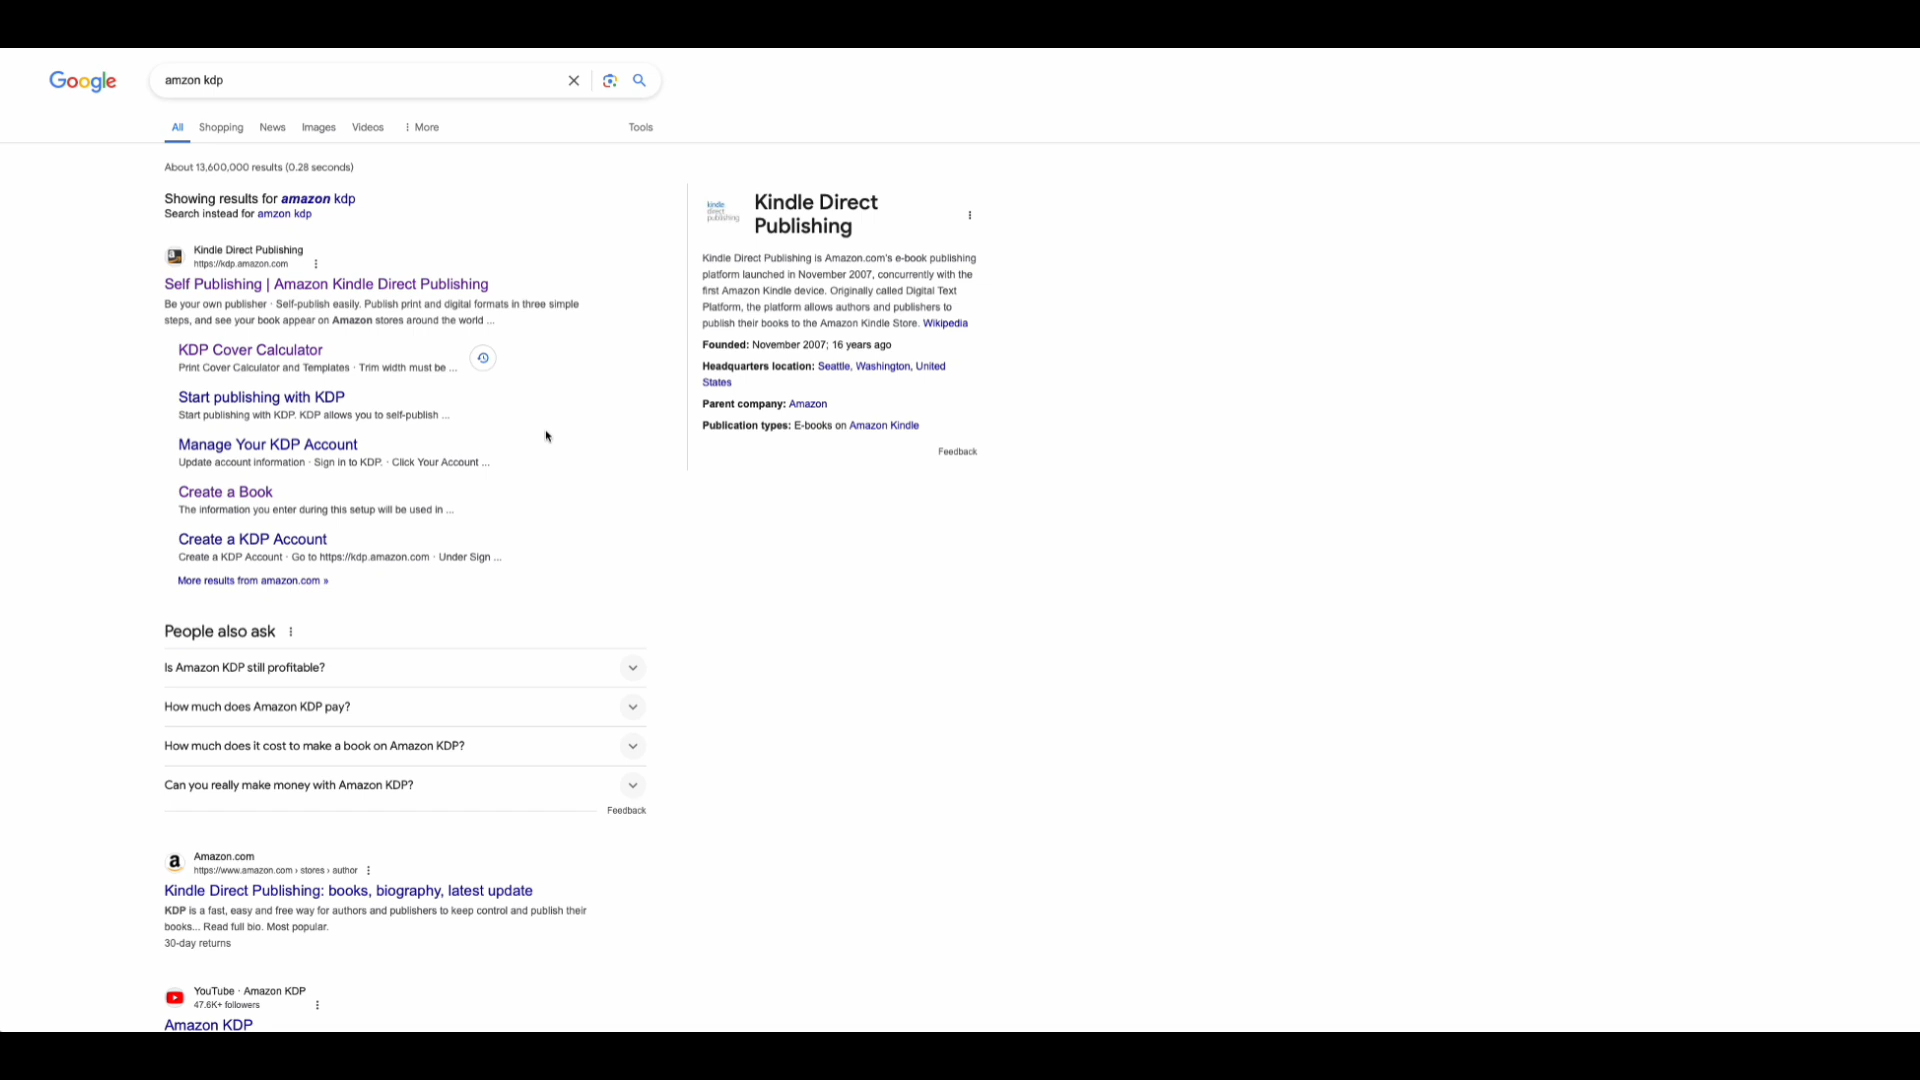 Google
amzon kdp
All Shopping News Images Videos More Tools
About 13,600,000 results (0.28 seconds)
Showing results for amazon kdp
Search instead for amzon kdp
Kindle Direct Publishing
https://kdp.amazon.com
Self Publishing | Amazon Kindle Direct Publishing
Be your own publisher · Self-publish easily. Publish print and digital formats in three simple
steps, and see your book appear on Amazon stores around the world ...
KDP Cover Calculator
Print Cover Calculator and Templates · Trim width must be ...
Start publishing with KDP
Start publishing with KDP. KDP allows you to self-publish ...
Manage Your KDP Account
Update account information · Sign in to KDP. · Click Your Account ...
Create a Book
The information you enter during this setup will be used in ...
Create a KDP Account
Create a KDP Account · Go to https://kdp.amazon.com · Under Sign ...
More results from amazon.com »
People also ask
Is Amazon KDP still profitable?
How much does Amazon KDP pay?
How much does it cost to make a book on Amazon KDP?
Can you really make money with Amazon KDP?
Feedback
a
Amazon.com
https://www.amazon.com › stores › author
Kindle Direct Publishing: books, biography, latest update
KDP is a fast, easy and free way for authors and publishers to keep control and publish their
books... Read full bio. Most popular.
30-day returns
YouTube · Amazon KDP
47.6K+ followers
Amazon KDP
kindle
direct
publishing
Kindle Direct
Publishing
Kindle Direct Publishing is Amazon.com's e-book publishing
platform launched in November 2007, concurrently with the
first Amazon Kindle device. Originally called Digital Text
Platform, the platform allows authors and publishers to
publish their books to the Amazon Kindle Store. Wikipedia
Founded: November 2007; 16 years ago
Headquarters location: Seattle, Washington, United
States
Parent company: Amazon
Publication types: E-books on Amazon Kindle
Feedback